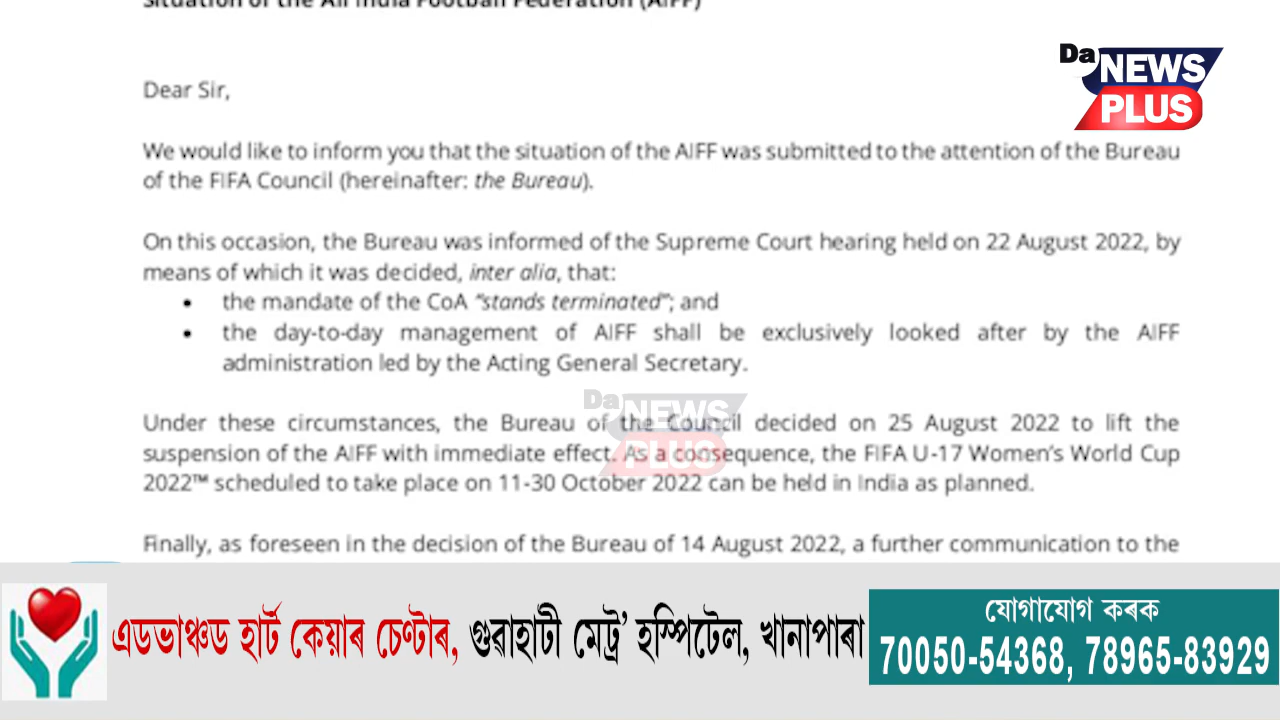 Situation of the All India Football Federation (AIFF)
Da
NEWS
PLUS
Dear Sir,
We would like to inform you that the situation of the AIFF was submitted to the attention of the Bureau
of the FIFA Council (hereinafter: the Bureau).
On this occasion, the Bureau was informed of the Supreme Court hearing held on 22 August 2022, by
means of which it was decided, inter alia, that:
• the mandate of the CoA “stands terminated”; and
• the day-to-day management of AIFF shall be exclusively looked after by the AIFF
administration led by the Acting General Secretary.
Da
NEWS
PLUS
Under these circumstances, the Bureau of the Council decided on 25 August 2022 to lift the
suspension of the AIFF with immediate effect. As a consequence, the FIFA U-17 Women’s World Cup
2022™ scheduled to take place on 11-30 October 2022 can be held in India as planned.
Finally, as foreseen in the decision of the Bureau of 14 August 2022, a further communication to the
এডভাঞ্চড হাৰ্ট কেয়াৰ চেণ্টাৰ, গুৱাহাটী মেট্ৰ’ হস্পিটেল, খানাপাৰা
যোগাযোগ কৰক
70050-54368, 78965-83929